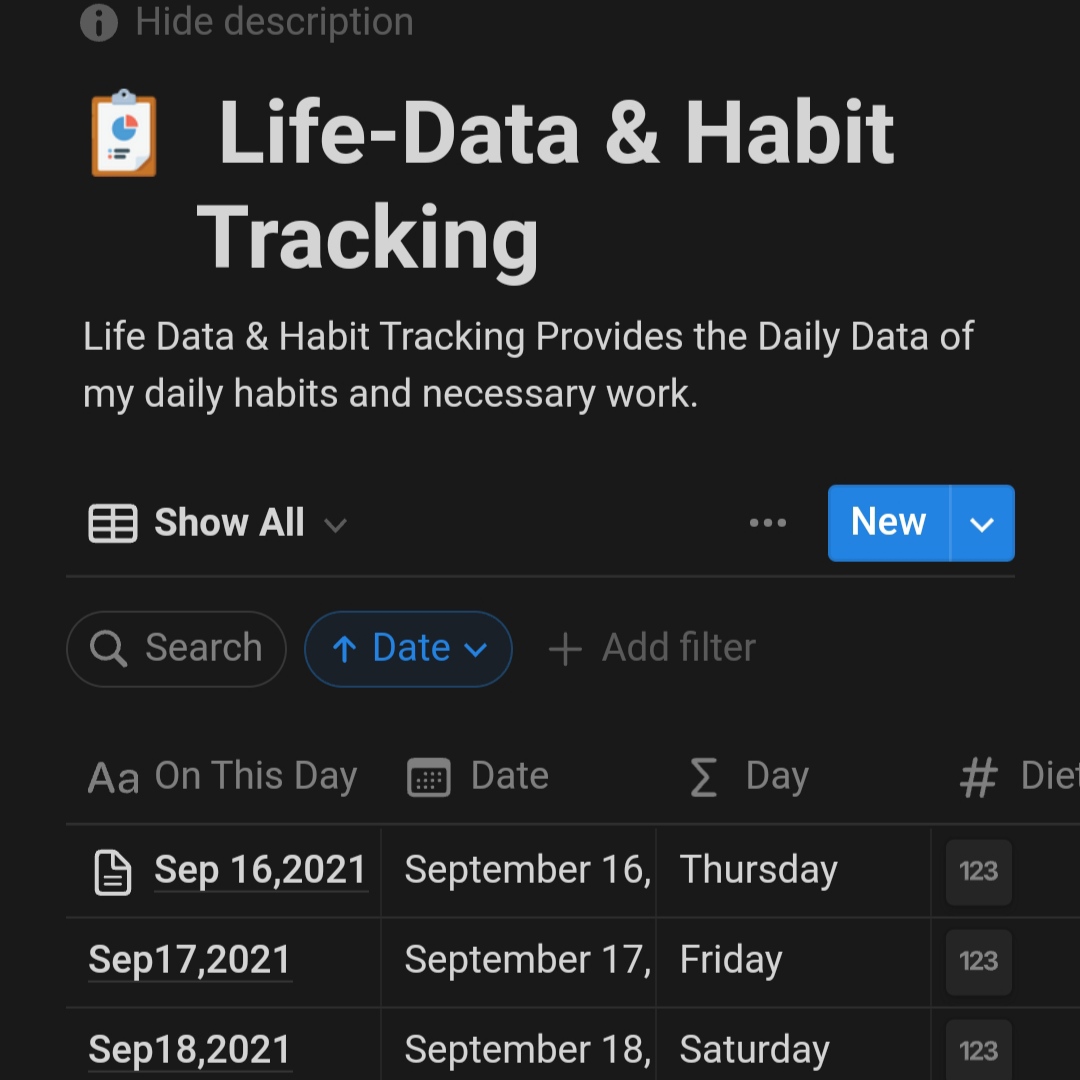 Hide description
Life-Data & Habit
Tracking
Life Data & Habit Tracking Provides the Daily Data of
my daily habits and necessary work.
Show All
New
Search
Date
Add filter
Aa On This Day Date Σ Day # Diet
Sep 16,2021 September 16, Thursday 123
Sep17,2021 September 17, Friday 123
Sep18,2021 September 18, Saturday 123